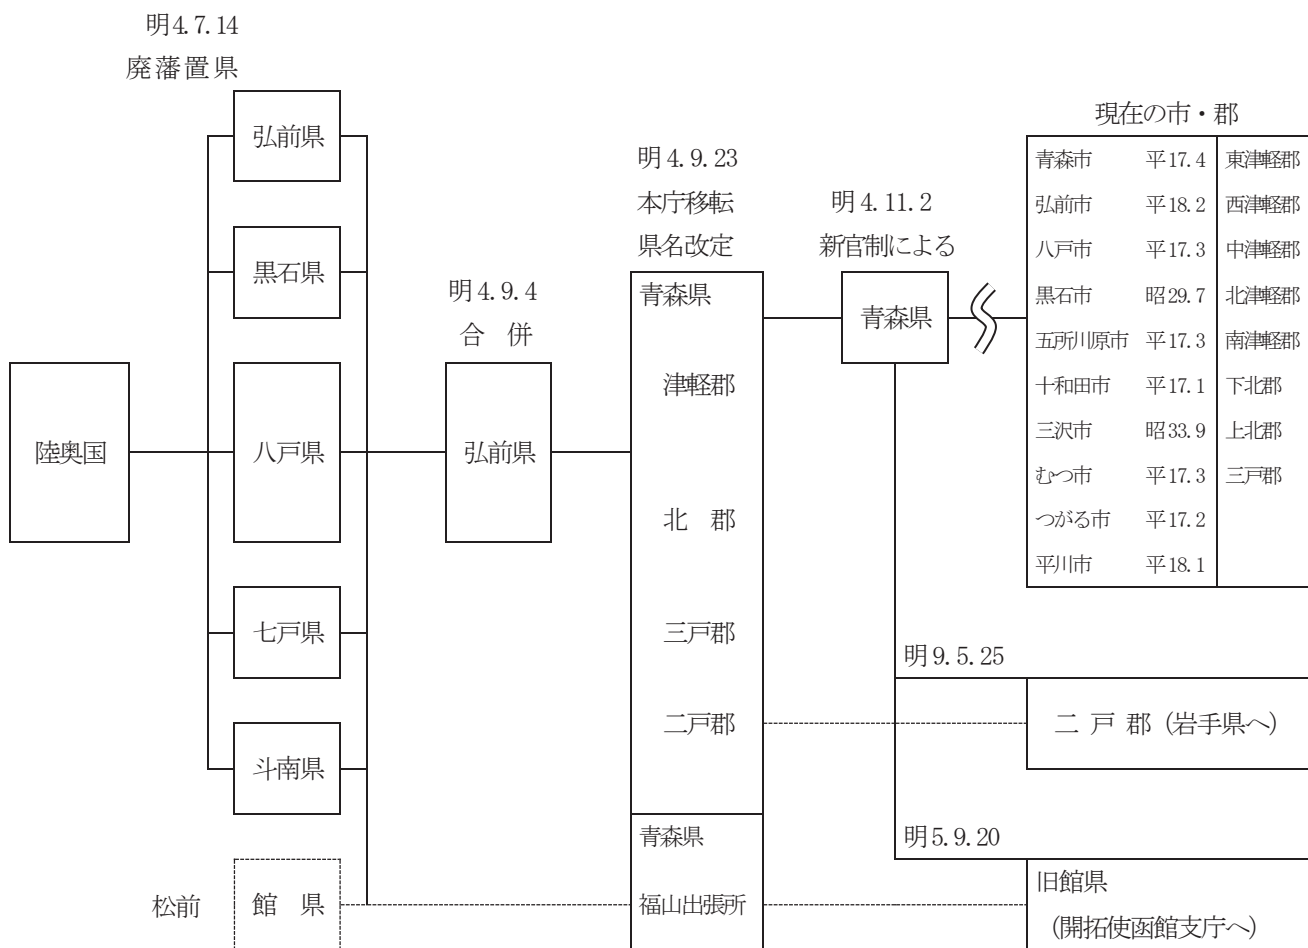 明4.7.14
廃藩置県
弘前県
黒石県
八戸県
七戸県
斗南県
松前
館　県
陸奥国
明4.9.4
合　併
弘前県
明4.9.23
本庁移転
県名改定
青森県
津軽郡
北　郡
三戸郡
二戸郡
青森県
福山出張所
明4.11.2
新官制による
青森県
現在の市・郡
青森市　平17.4　東津軽郡
弘前市　平18.2　西津軽郡
八戸市　平17.3　中津軽郡
黒石市　昭29.7　北津軽郡
五所川原市　平17.3　南津軽郡
十和田市　平17.1　下北郡
三沢市　昭33.9　上北郡
むつ市　平17.3　三戸郡
つがる市　平17.2
平川市　平18.1
明9.5.25
二 戸 郡 (岩手県へ)
明5.9.20
旧館県
(開拓使函館支庁へ)